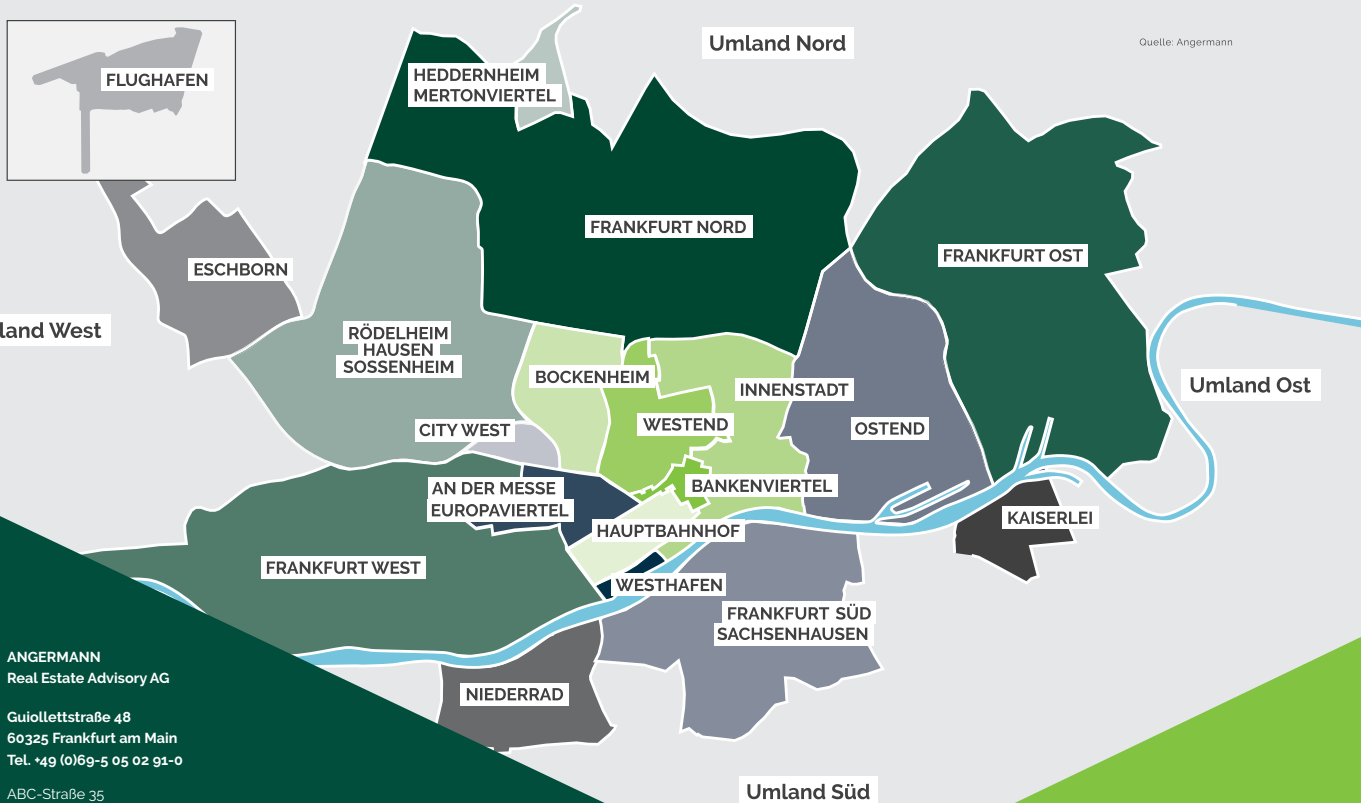 Umland Nord
Quelle: Angermann
FLUGHAFEN
HEDDERNHEIM
MERTONVIERTEL
FRANKFURT NORD
FRANKFURT OST
ESCHBORN
land West
RÖDELHEIM
HAUSEN
SOSSENHEIM
BOCKENHEIM
INNENSTADT
Umland Ost
CITY WEST
WESTEND
OSTEND
AN DER MESSE
EUROPAVIERTEL
BANKENVIERTEL
KAISERLEI
HAUPTBAHNHOF
FRANKFURT WEST
WESTHAFEN
FRANKFURT SÜD
SACHSENHAUSEN
NIEDERRAD
Umland Süd
ANGERMANN
Real Estate Advisory AG
Guiollettstraße 48
60325 Frankfurt am Main
Tel. +49 (0)69-5 05 02 91-0
ABC-Straße 35